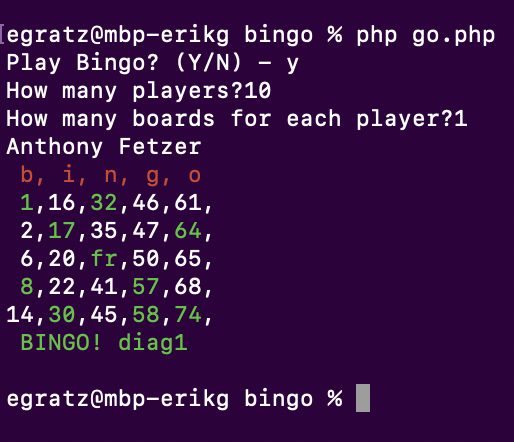 egratz@mbp-erikg bingo % php go.php
Play Bingo? (Y/N) - y
How many players?10
How many boards for each player?1
Anthony Fetzer
b, i, n, g, o
1,16,32,46,61,
2,17,35,47,64,
6,20,fr,50,65,
8,22,41,57,68,
14,30,45,58,74,
BINGO! diag1
egratz@mbp-erikg bingo %